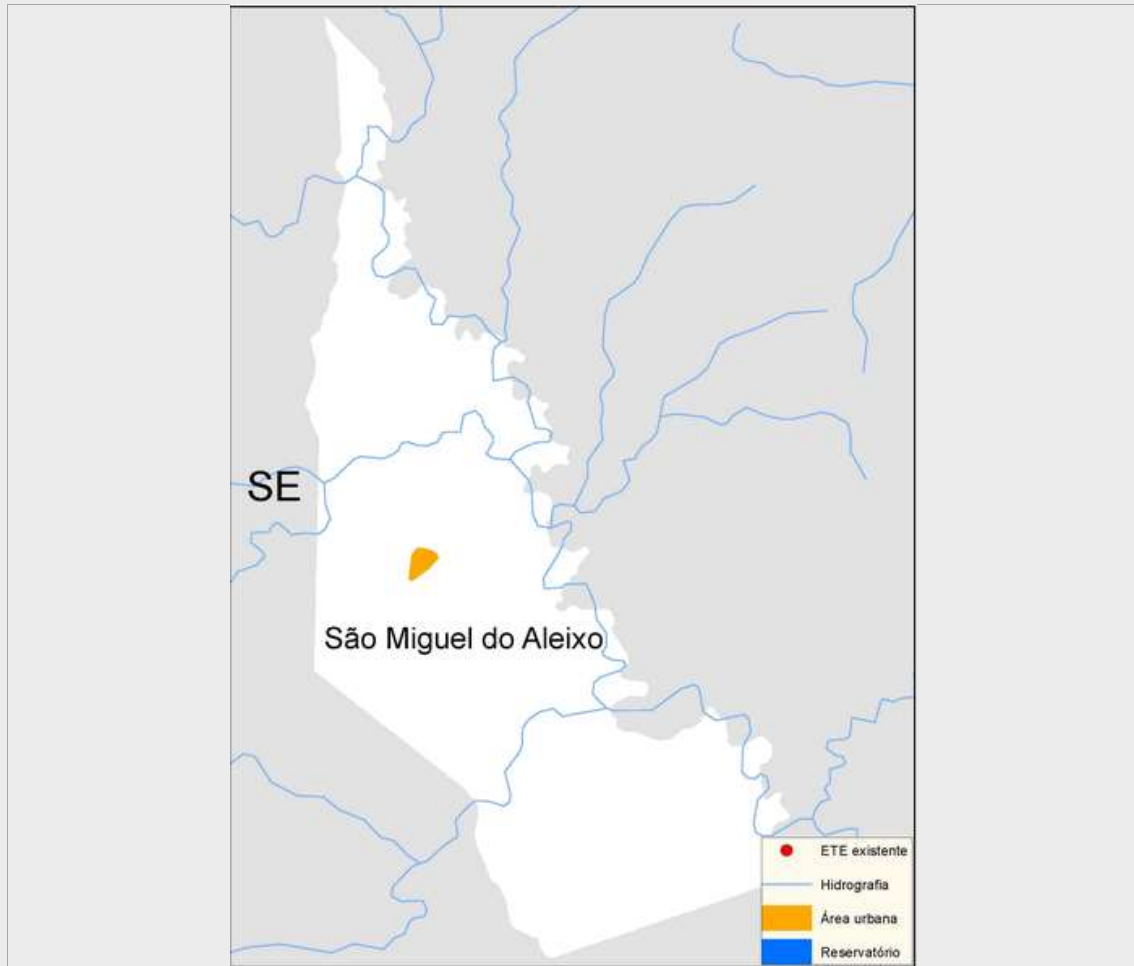 SE
São Miguel do Aleixo
ETE existente
Hidrografia
Área urbana
Reservatório